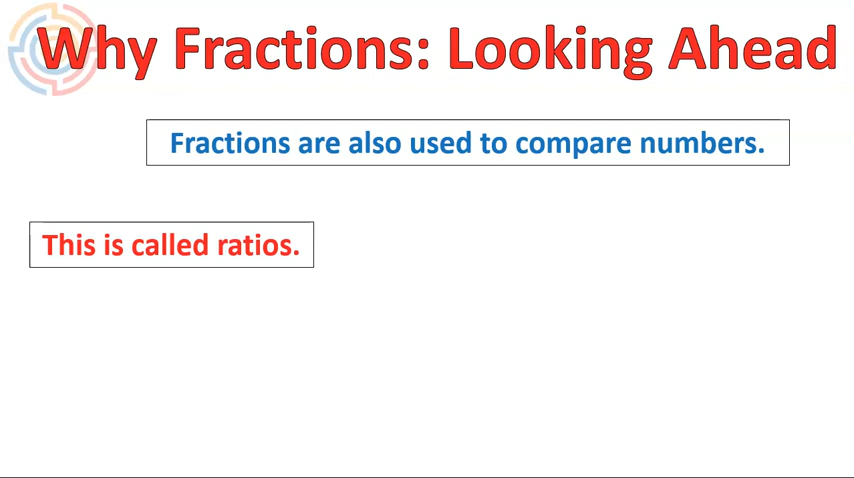 Why Fractions: Looking Ahead
Fractions are also used to compare numbers.
This is called ratios.